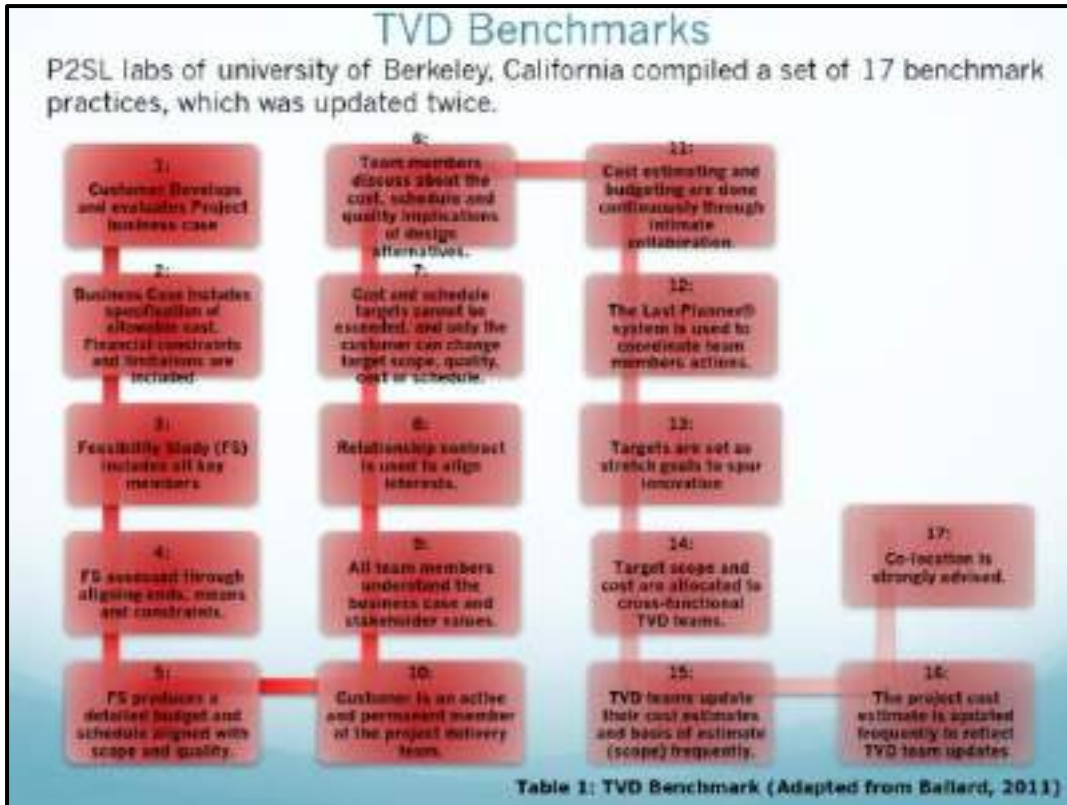 TVD Benchmarks
P2SL labs of university of Berkeley, California compiled a set of 17 benchmark
practices, which was updated twice.
1:
Customer Develops
and evaluates Project
business case
2:
Business Case includes
specification of
allowable cost.
Financial constraints
and limitations are
included
3:
Feasibility Study (FS)
includes all key
members
4:
FS assessed through
aligning ends, means
and constraints.
5:
FS produces a
detailed budget and
schedule aligned with
scope and quality.
6:
Team members
discuss about the
cost, schedule and
quality implications
of design
alternatives.
7:
Cost and schedule
targets cannot be
exceeded, and only the
customer can change
target scope, quality,
cost or schedule.
8:
Relationship contract
is used to align
interests.
9:
All team members
understand the
business case and
stakeholder values.
10:
Customer is an active
and permanent member
of the project delivery
team.
11:
Cost estimating and
budgeting are done
continuously through
intimate
collaboration.
12:
The Last Planner®
system is used to
coordinate team
members actions.
13:
Targets are set as
stretch goals to spur
innovation
14:
Target scope and
cost are allocated to
cross-functional
TVD teams.
15:
TVD teams update
their cost estimates
and basis of estimate
(scope) frequently.
16:
The project cost
estimate is updated
frequently to reflect
TVD team updates
17:
Co-location is
strongly advised.
Table 1: TVD Benchmark (Adapted from Ballard, 2011)